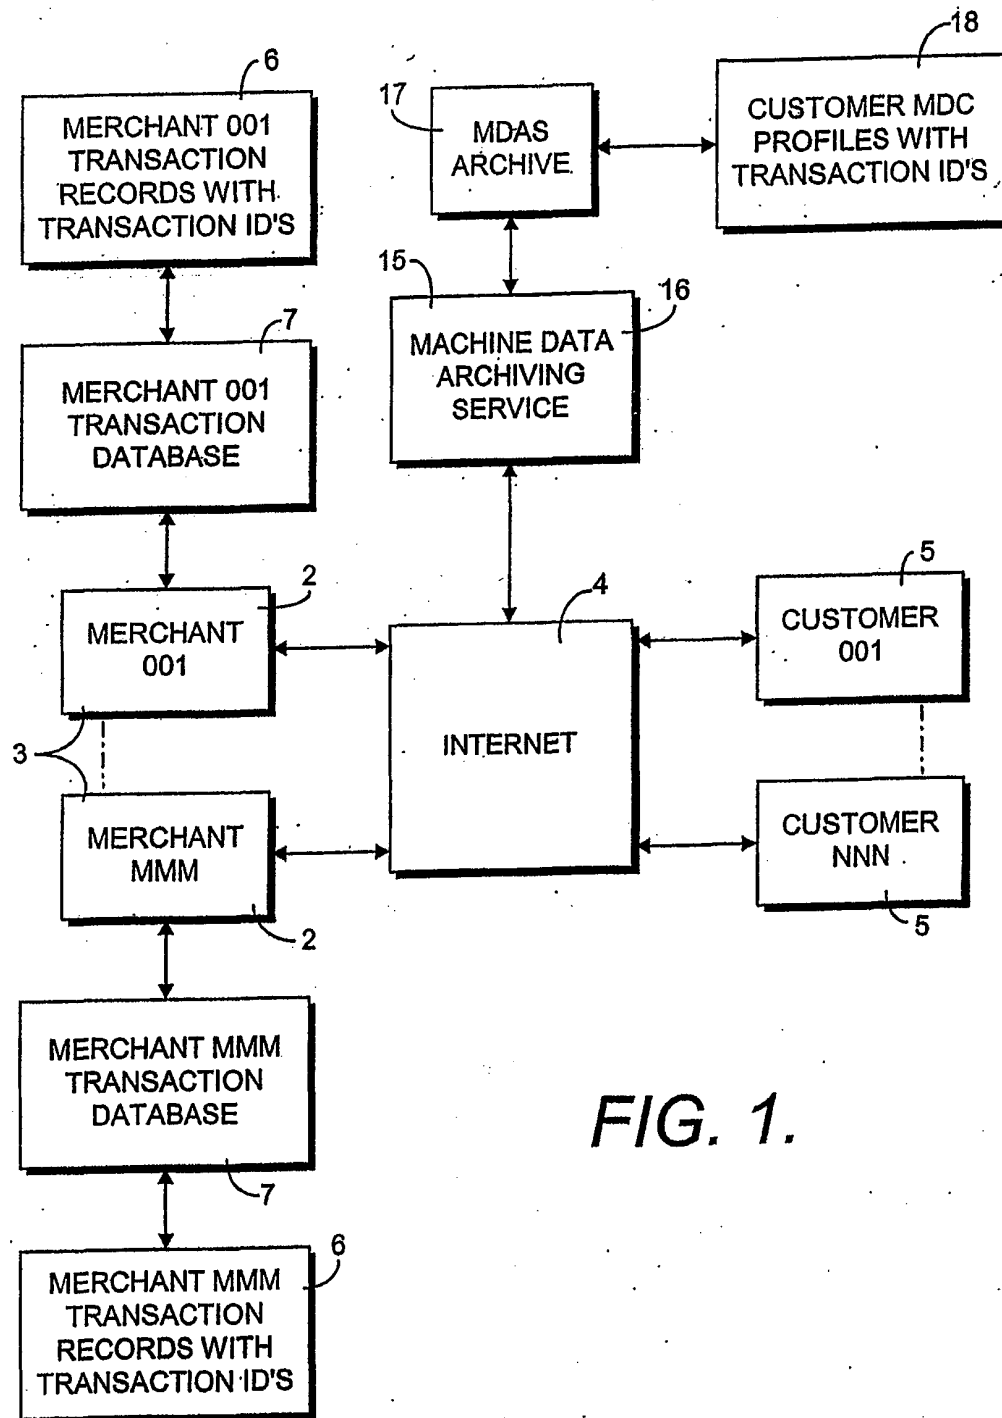 6
MERCHANT 001
TRANSACTION
RECORDS WITH
TRANSACTION ID'S
17
MDAS
ARCHIVE
18
CUSTOMER MDC
PROFILES WITH
TRANSACTION ID'S
7
MERCHANT 001
TRANSACTION
DATABASE
15
16
MACHINE DATA
ARCHIVING
SERVICE
2
MERCHANT
001
4
INTERNET
5
CUSTOMER
001
3
MERCHANT
MMM
2
CUSTOMER
NNN
5
MERCHANT MMM
TRANSACTION
DATABASE
7
6
MERCHANT MMM
TRANSACTION
RECORDS WITH
TRANSACTION ID'S
FIG. 1.